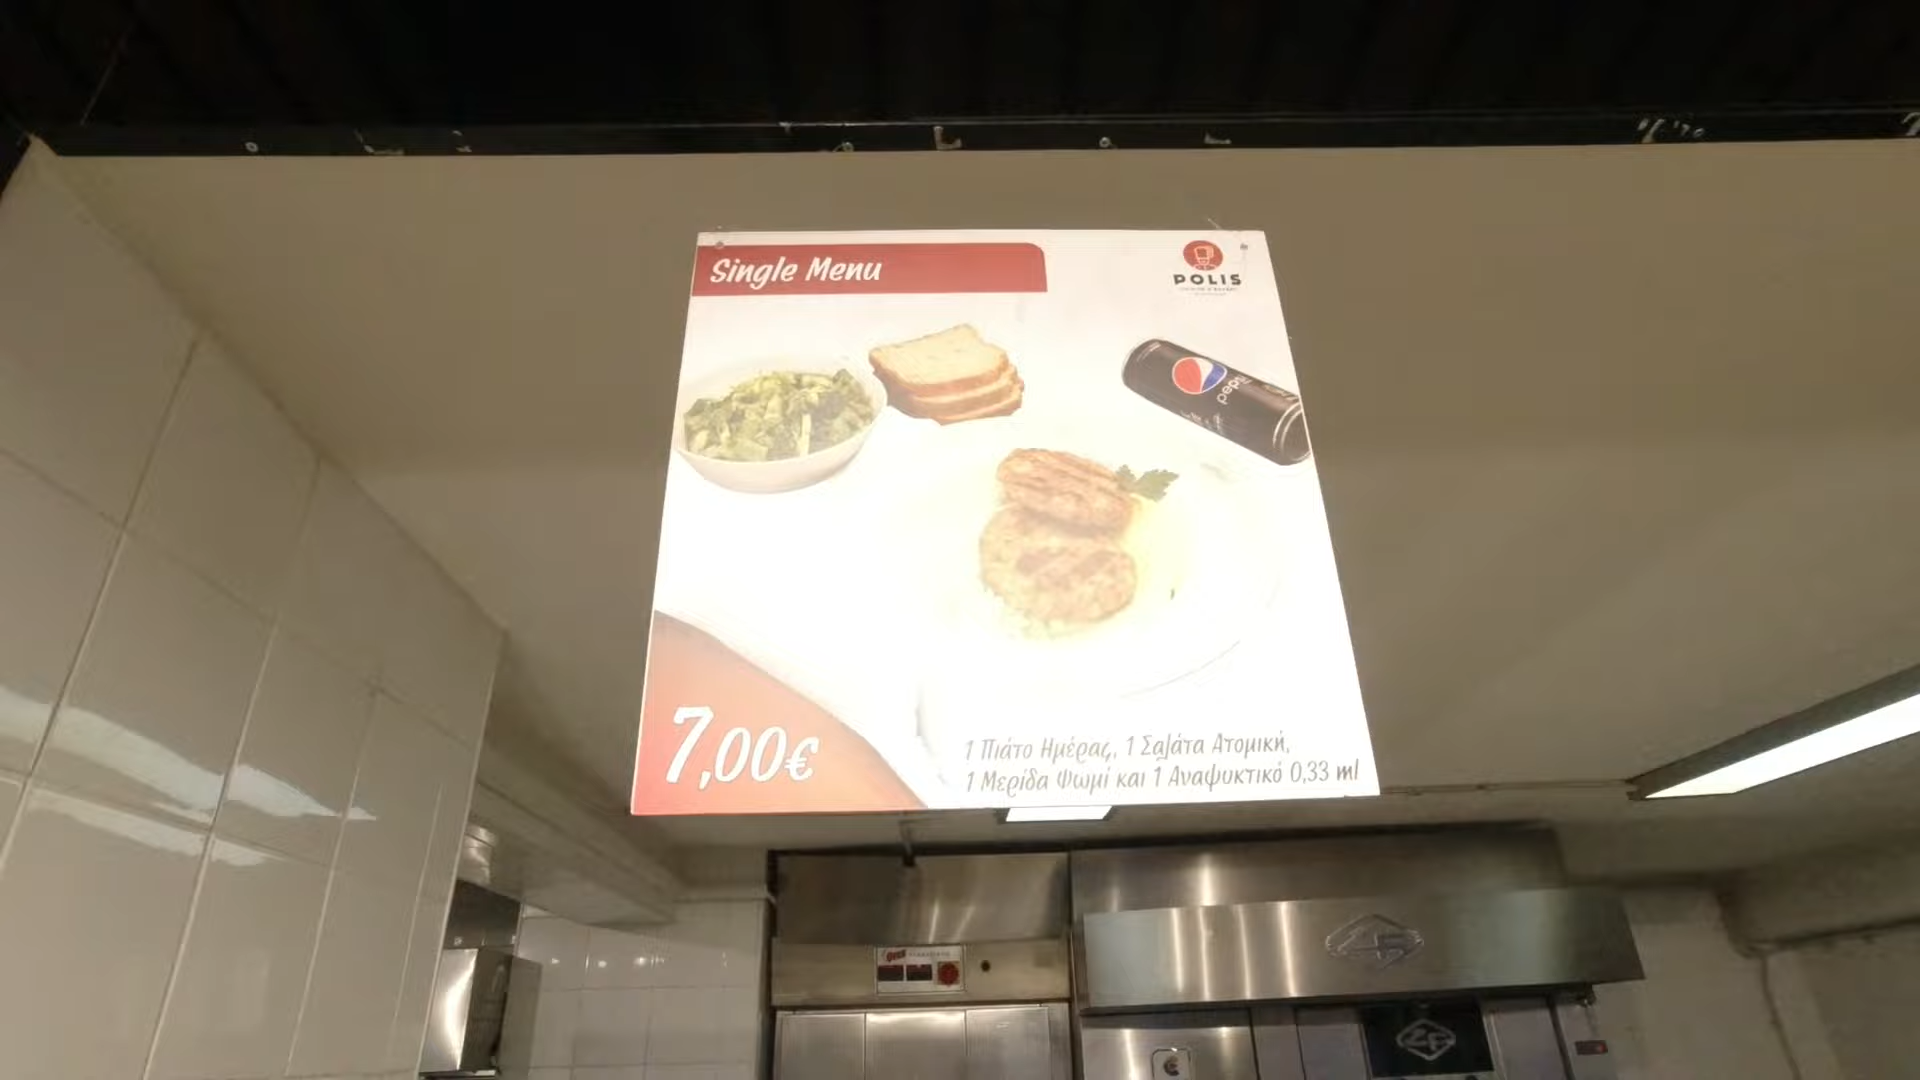 Single Menu
POLIS
pepsi
7,00€
1 Πιάτο Ημέρας, 1 Σαλάτα Ατομική,
1 Μερίδα Ψωμί και 1 Αναψυκτικό 0,33 ml